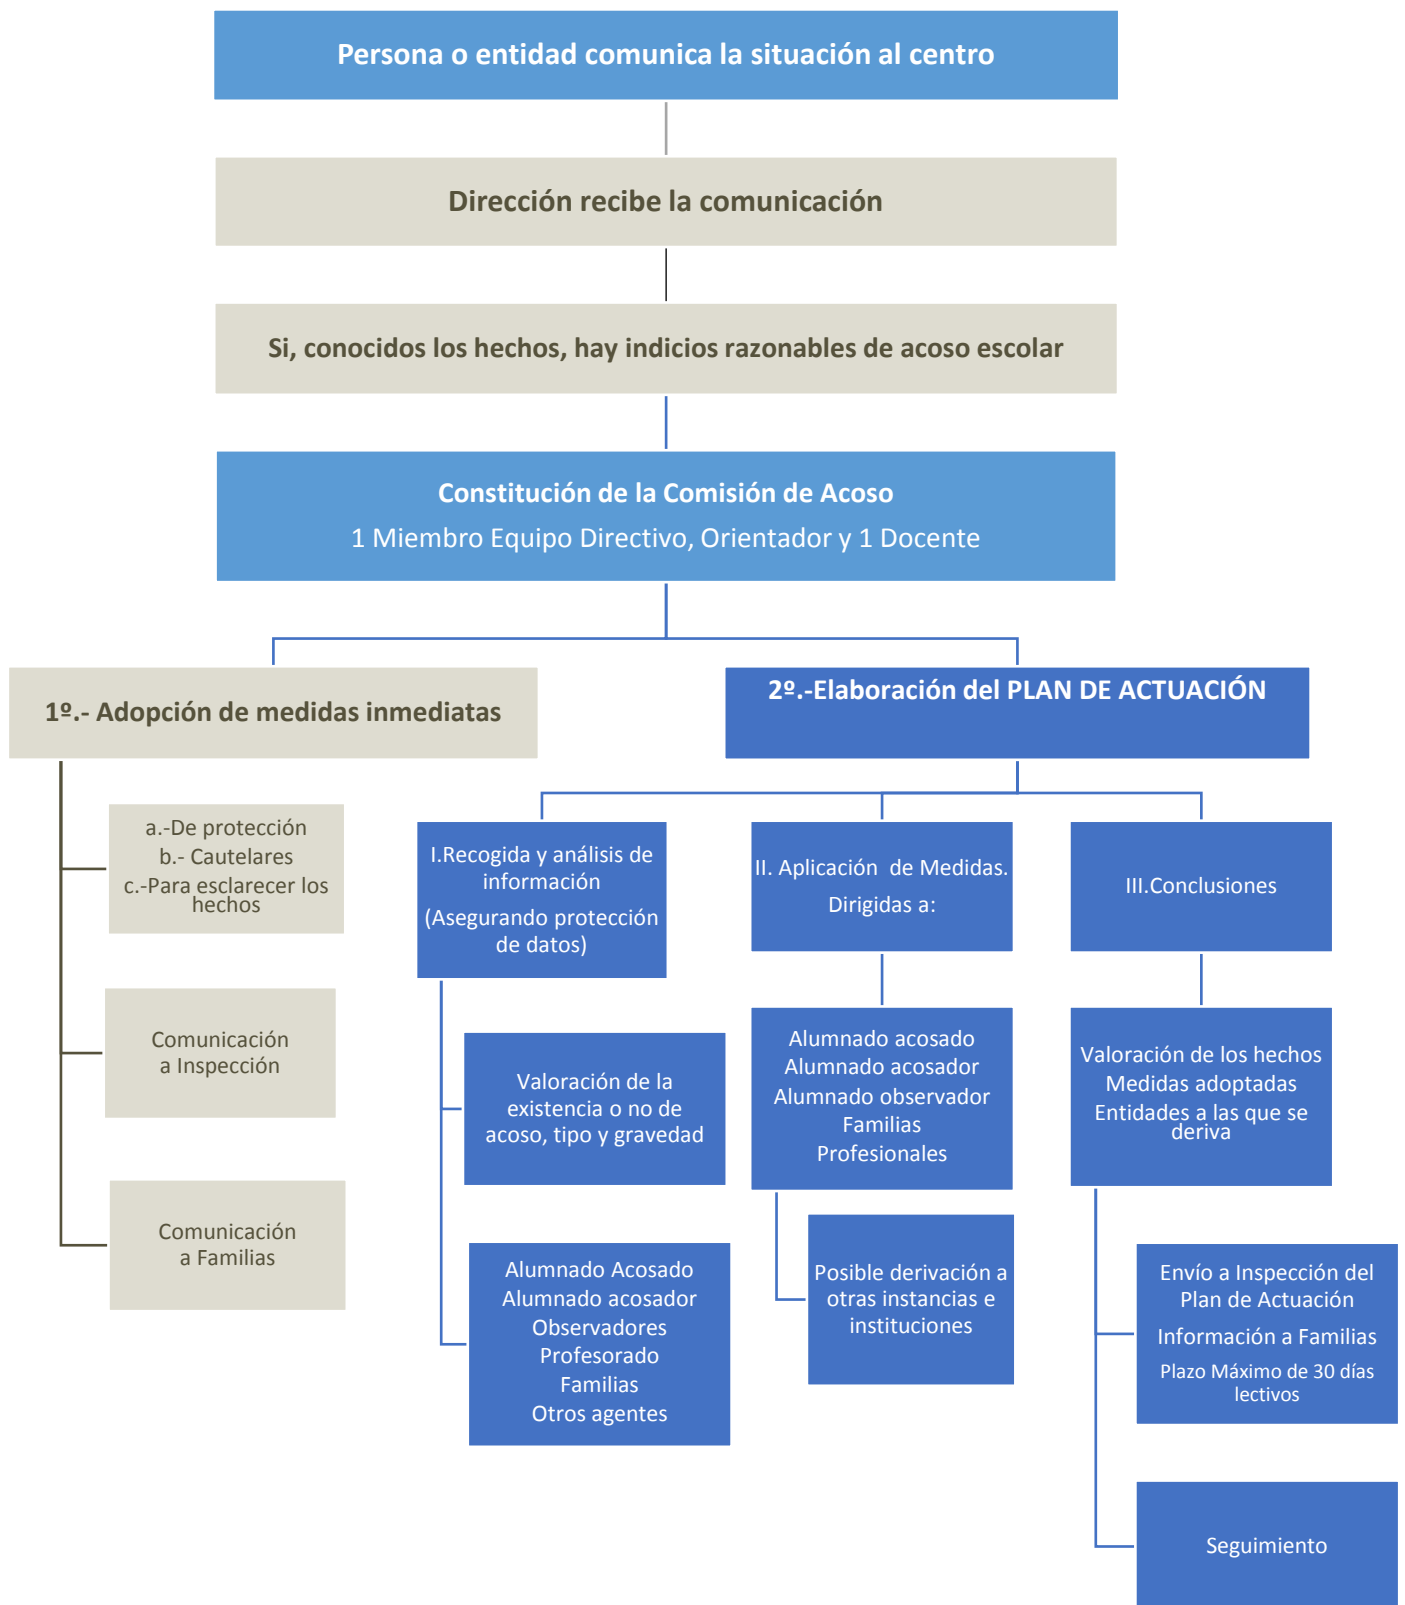 Persona o entidad comunica la situación al centro
Dirección recibe la comunicación
Si, conocidos los hechos, hay indicios razonables de acoso escolar
Constitución de la Comisión de Acoso
1 Miembro Equipo Directivo, Orientador y 1 Docente
1º.- Adopción de medidas inmediatas
a.-De protección
b.- Cautelares
c.-Para esclarecer los
hechos
Comunicación
a Inspección
Comunicación
a Familias
2º.-Elaboración del PLAN DE ACTUACIÓN
I.Recogida y análisis de
información
(Asegurando protección
de datos)
Valoración de la
existencia o no de
acoso, tipo y gravedad
Alumnado Acosado
Alumnado acosador
Observadores
Profesorado
Familias
Otros agentes
II. Aplicación  de Medidas.
Dirigidas a:
Alumnado acosado
Alumnado acosador
Alumnado observador
Familias
Profesionales
Posible derivación a
otras instancias e
instituciones
III.Conclusiones
Valoración de los hechos
Medidas adoptadas
Entidades a las que se
deriva
Envío a Inspección del
Plan de Actuación
Información a Familias
Plazo Máximo de 30 días
lectivos
Seguimiento